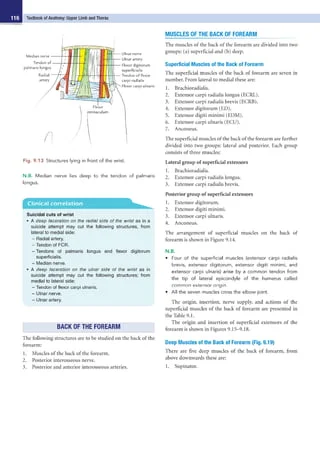 116 Textbook of Anatomy: Upper Limb and Thorax
Median nerve
Tendon of
palmaris longus
Radial
artery
Ulnar nerve
Ulnar artery
Flexor digitorum
superficialis
Tendon of flexor
carpi radialis
Flexor carpi ulnaris
Flexor
retinaculum
Fig. 9.13 Structures lying in front of the wrist.
N.B. Median nerve lies deep to the tendon of palmaris
longus.
Clinical correlation
Suicidal cuts of wrist
• A deep laceration on the radial side of the wrist as in a
suicide attempt may cut the following structures, from
lateral to medial side:
– Radial artery.
– Tendon of FCR.
– Tendons of palmaris longus and flexor digitorum
superficialis.
– Median nerve.
• A deep laceration on the ulnar side of the wrist as in
suicide attempt may cut the following structures; from
medial to lateral side:
– Tendon of flexor carpi ulnaris.
– Ulnar nerve.
– Ulnar artery.
BACK OF THE FOREARM
The following structures are to be studied on the back of the
forearm:
1. Muscles of the back of the forearm.
2. Posterior interosseous nerve.
3. Posterior and anterior interosseous arteries.
MUSCLES OF THE BACK OF FOREARM
The muscles of the back of the forearm are divided into two
groups: (a) superficial and (b) deep.
Superficial Muscles of the Back of Forearm
The superficial muscles of the back of forearm are seven in
number. From lateral to medial these are:
1. Brachioradialis.
2. Extensor carpi radialis longus (ECRL).
3. Extensor carpi radialis brevis (ECRB).
4. Extensor digitorum (ED).
5. Extensor digiti minimi (EDM).
6. Extensor carpi ulnaris (ECU).
7. Anconeus.
The superficial muscles of the back of the forearm are further
divided into two groups: lateral and posterior. Each group
consists of three muscles:
Lateral group of superficial extensors
1. Brachioradialis.
2. Extensor carpi radialis longus.
3. Extensor carpi radialis brevis.
Posterior group of superficial extensors
1. Extensor digitorum.
2. Extensor digiti minimi.
3. Extensor carpi ulnaris.
4. Anconeus.
The arrangement of superficial muscles on the back of
forearm is shown in Figure 9.14.
N.B.
• Four of the superficial muscles (extensor carpi radialis
brevis, extensor digitorum, extensor digiti minimi, and
extensor carpi ulnaris) arise by a common tendon from
the tip of lateral epicondyle of the humerus called
common extensor origin.
• All the seven muscles cross the elbow joint.
The origin, insertion, nerve supply, and actions of the
superficial muscles of the back of forearm are presented in
the Table 9.1.
The origin and insertion of superficial extensors of the
forearm is shown in Figures 9.15–9.18.
Deep Muscles of the Back of Forearm (Fig. 9.19)
There are five deep muscles of the back of forearm, from
above downwards these are:
1. Supinator.